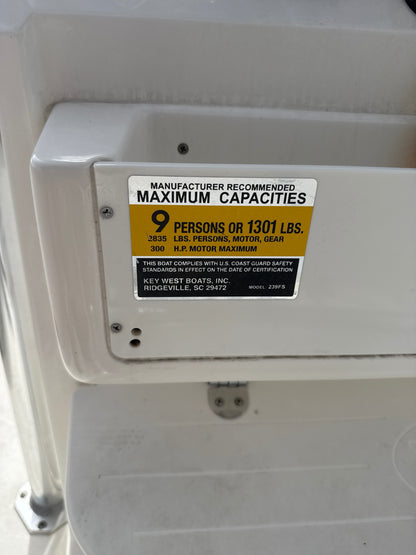 MANUFACTURER RECOMMENDED
MAXIMUM CAPACITIES
9 PERSONS OR 1301 LBS.
2835 LBS. PERSONS, MOTOR, GEAR
300 H.P. MOTOR MAXIMUM
THIS BOAT COMPLIES WITH U.S. COAST GUARD SAFETY
STANDARDS IN EFFECT ON THE DATE OF CERTIFICATION
KEY WEST BOATS, INC.
RIDGEVILLE, SC 29472 MODEL: 239FS